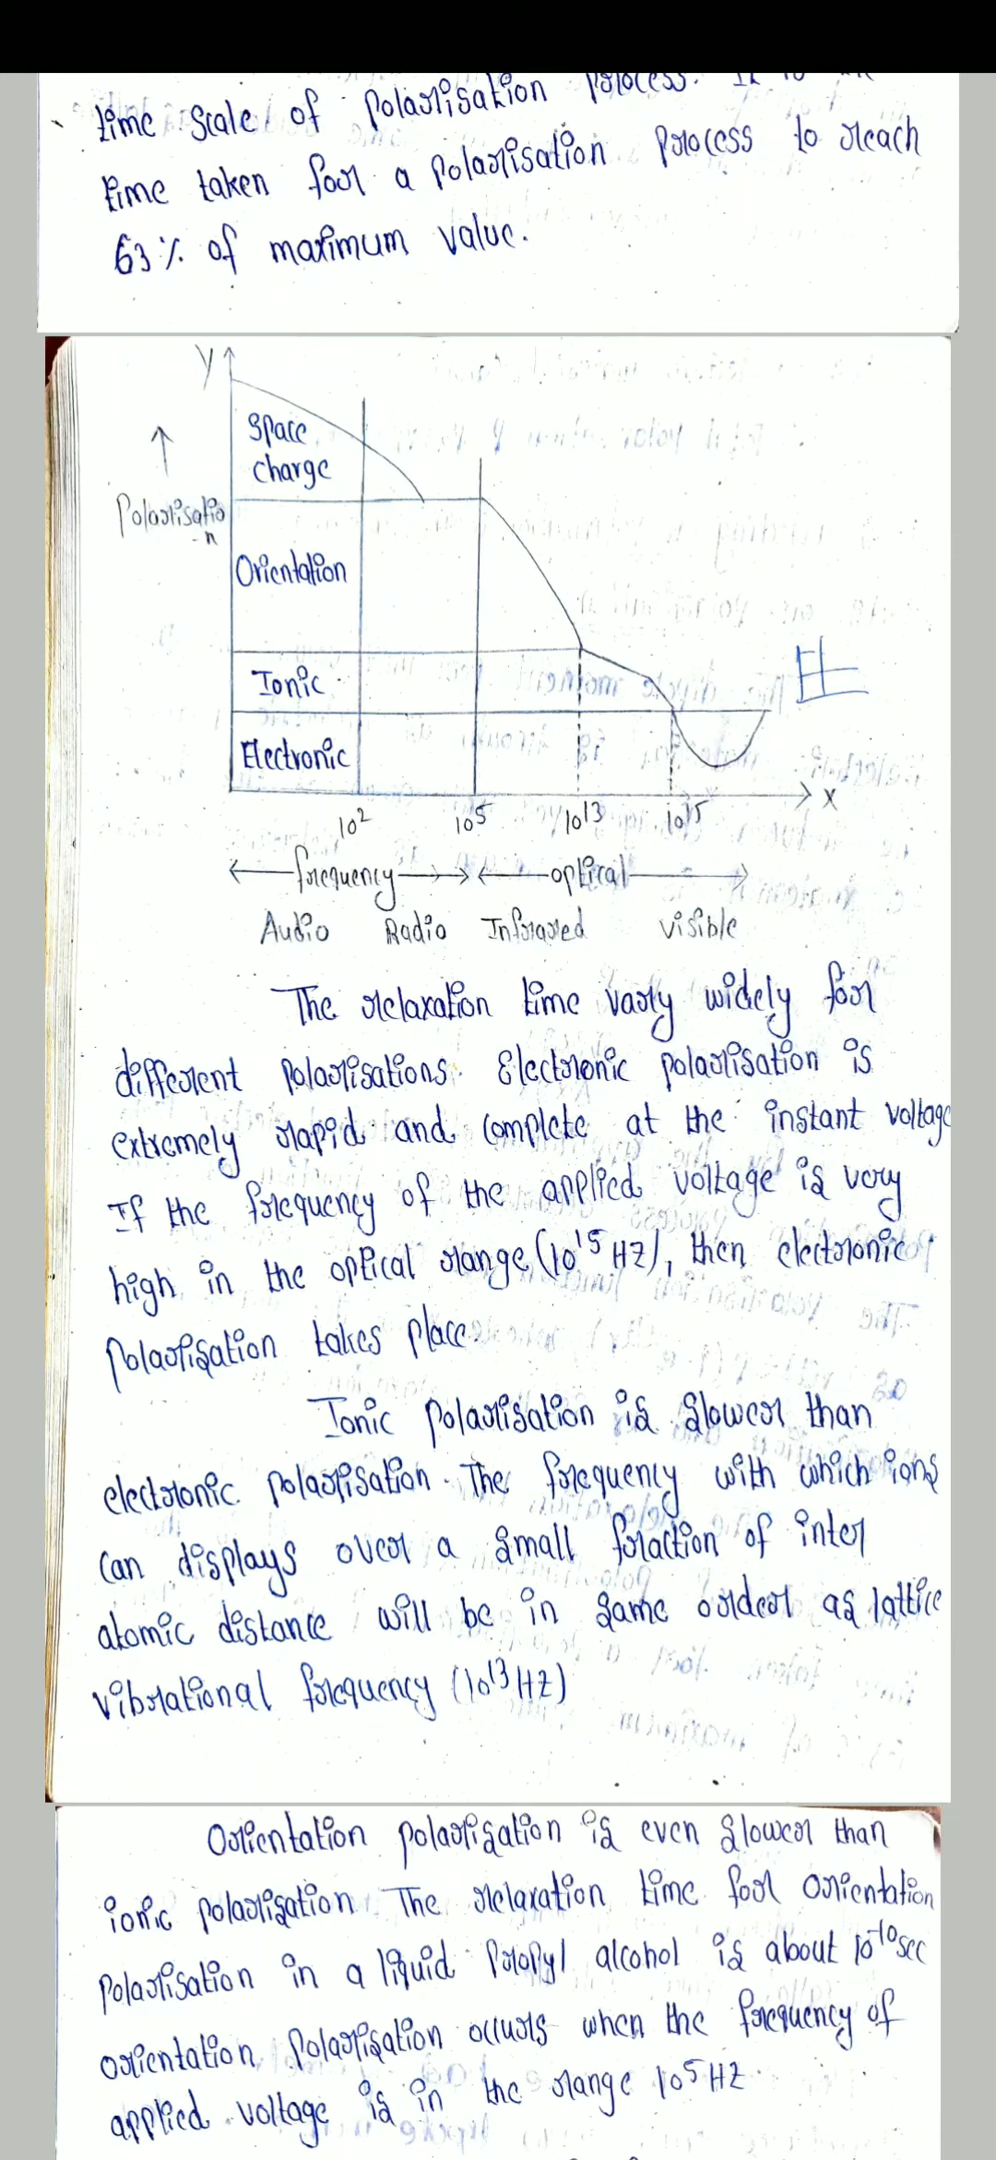 time scale of polarisation process. It is the
time taken for a polarisation process to reach
63% of maximum value.
Y
Space
charge
Polarisatio
-n
Orientation
Ionic
Electronic
X
10² 10⁵ 10¹³ 10¹⁵
frequency optical
Audio Radio Infrared visible
The relaxation time vary widely for
different polarisations. Electronic polarisation is
extremely rapid and complete at the instant voltage
If the frequency of the applied voltage is very
high in the optical range (10¹⁵ Hz), then electronic
polarisation takes place
Ionic polarisation is slower than
electronic polarisation. The frequency with which ions
can displays over a small fraction of inter
atomic distance will be in same order as lattice
vibrational frequency (10¹³ Hz)
Orientation polarisation is even slower than
ionic polarisation The relaxation time for orientation
polarisation in a liquid propyl alcohol is about 10⁻¹⁰ sec
orientation polarisation occurs when the frequency of
applied voltage is in the range 10⁵ Hz